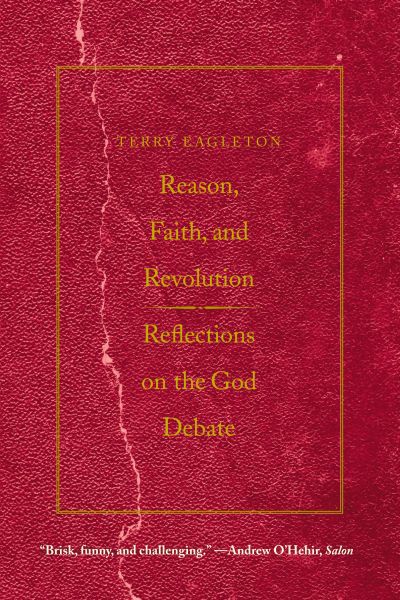 TERRY EAGLETON
Reason,
Faith, and
Revolution
Reflections
on the God
Debate
“Brisk, funny, and challenging.” —Andrew O'Hehir, Salon